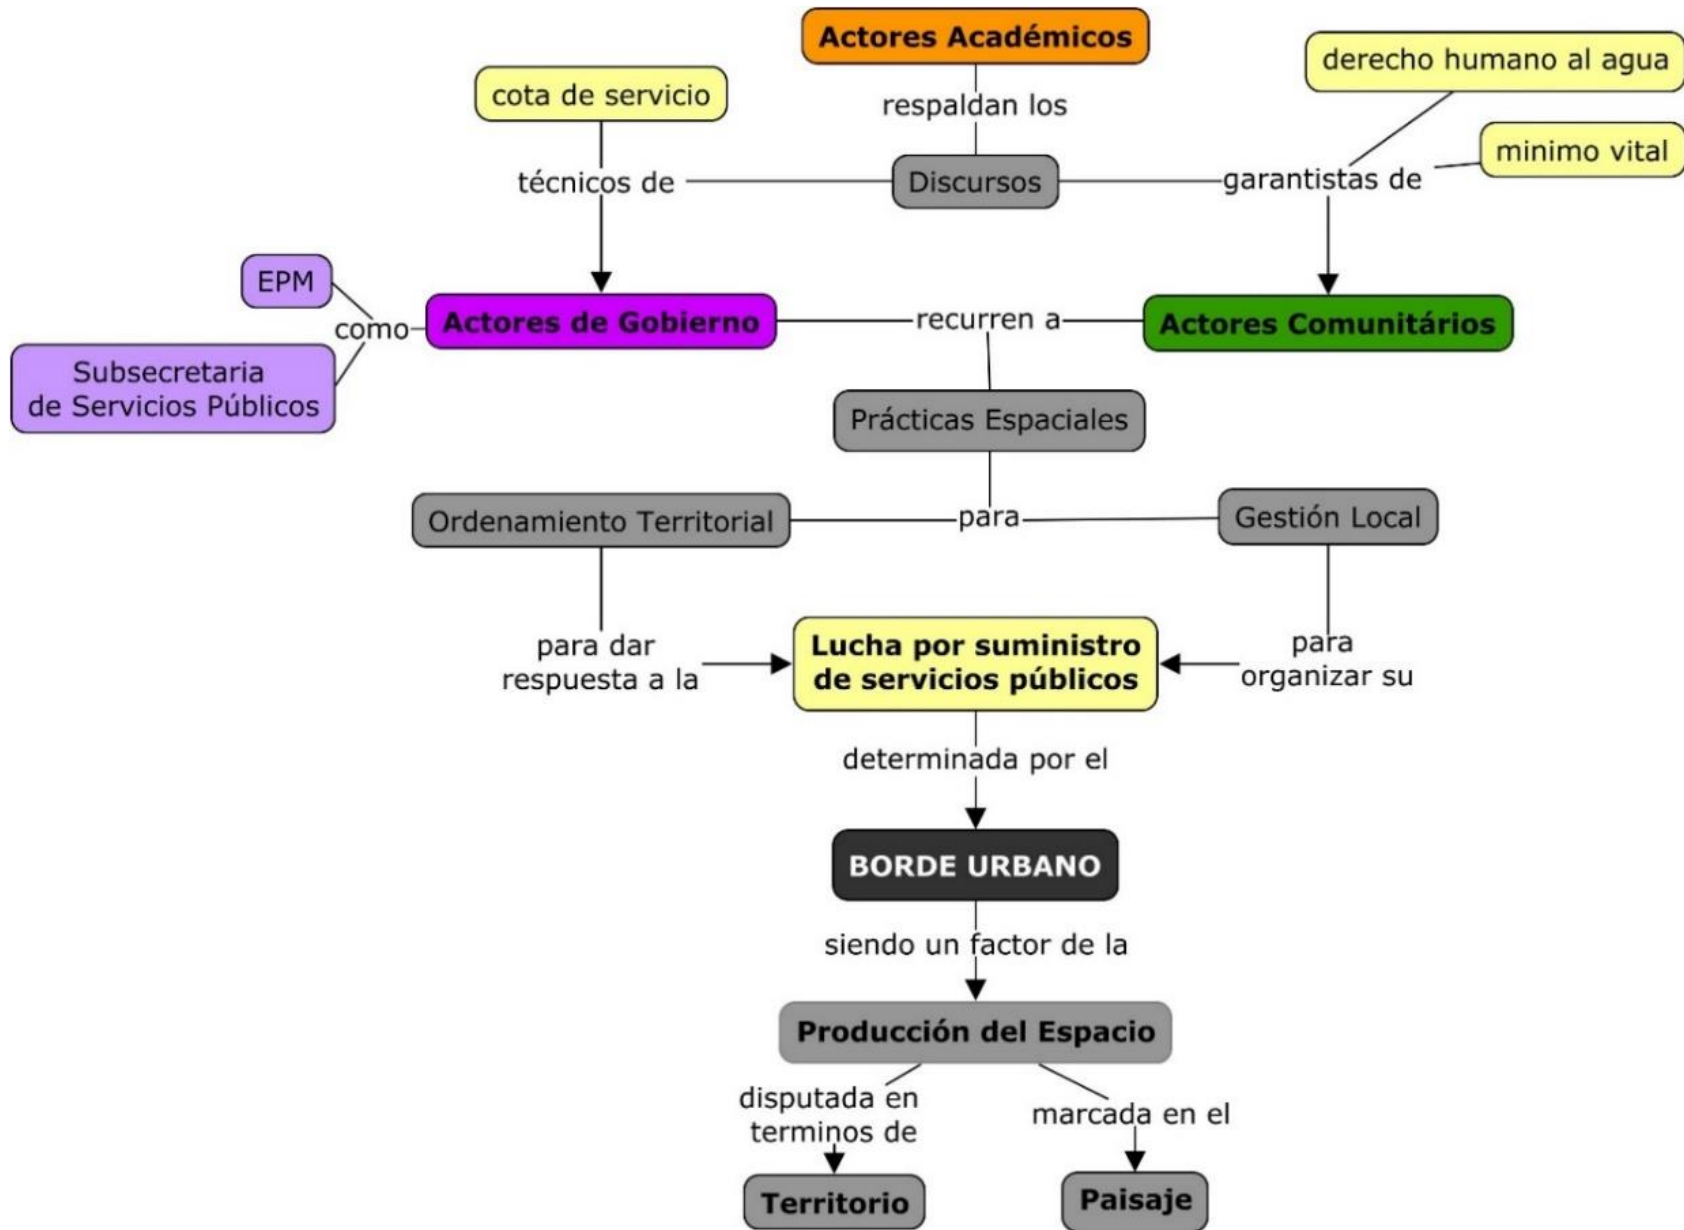 Actores Académicos
derecho humano al agua
cota de servicio
respaldan los
minimo vital
técnicos de
Discursos
garantistas de
EPM
como
Actores de Gobierno
recurren a
Actores Comunitários
Subsecretaria
de Servicios Públicos
Prácticas Espaciales
Ordenamiento Territorial
para
Gestión Local
para dar
respuesta a la
Lucha por suministro
de servicios públicos
para
organizar su
determinada por el
BORDE URBANO
siendo un factor de la
Producción del Espacio
disputada en
terminos de
marcada en el
Territorio
Paisaje